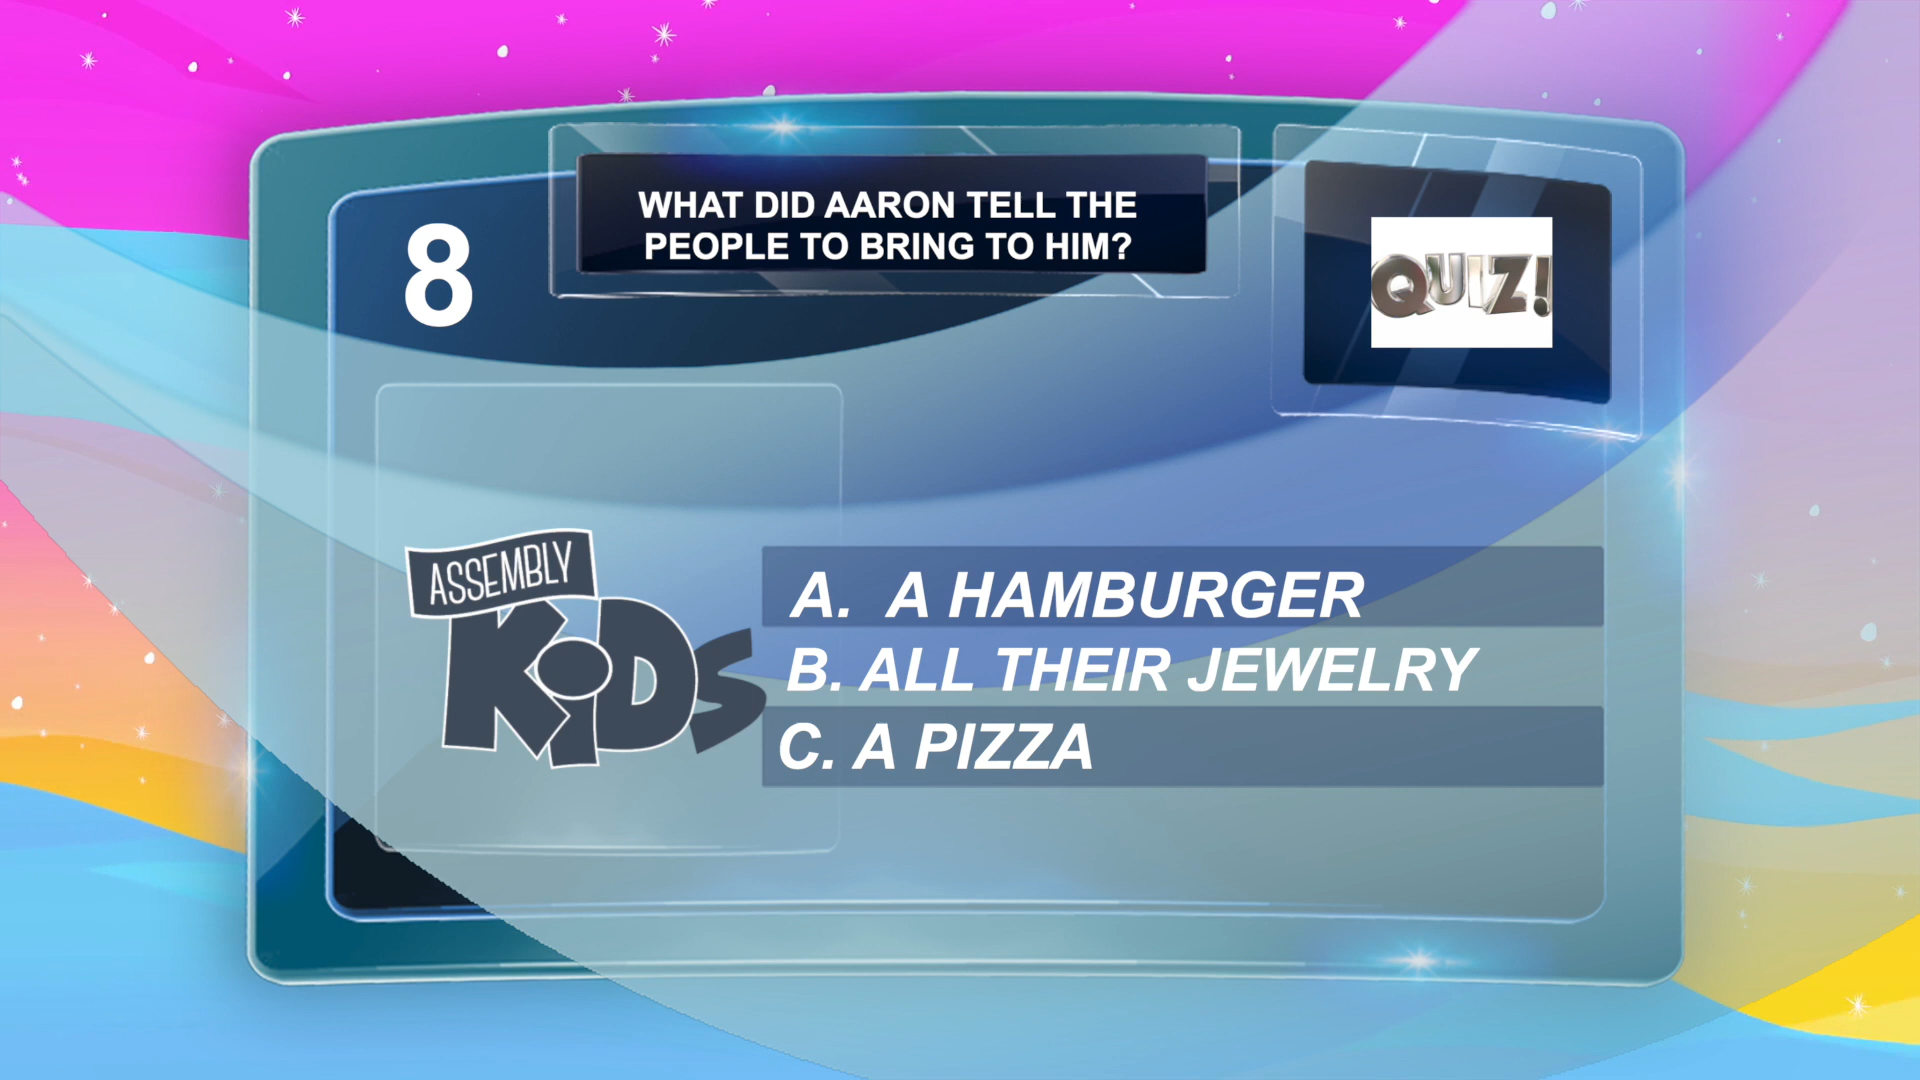 8
WHAT DID AARON TELL THE
PEOPLE TO BRING TO HIM?
QUIZ!
ASSEMBLY
KiDS
A. A HAMBURGER
B. ALL THEIR JEWELRY
C. A PIZZA